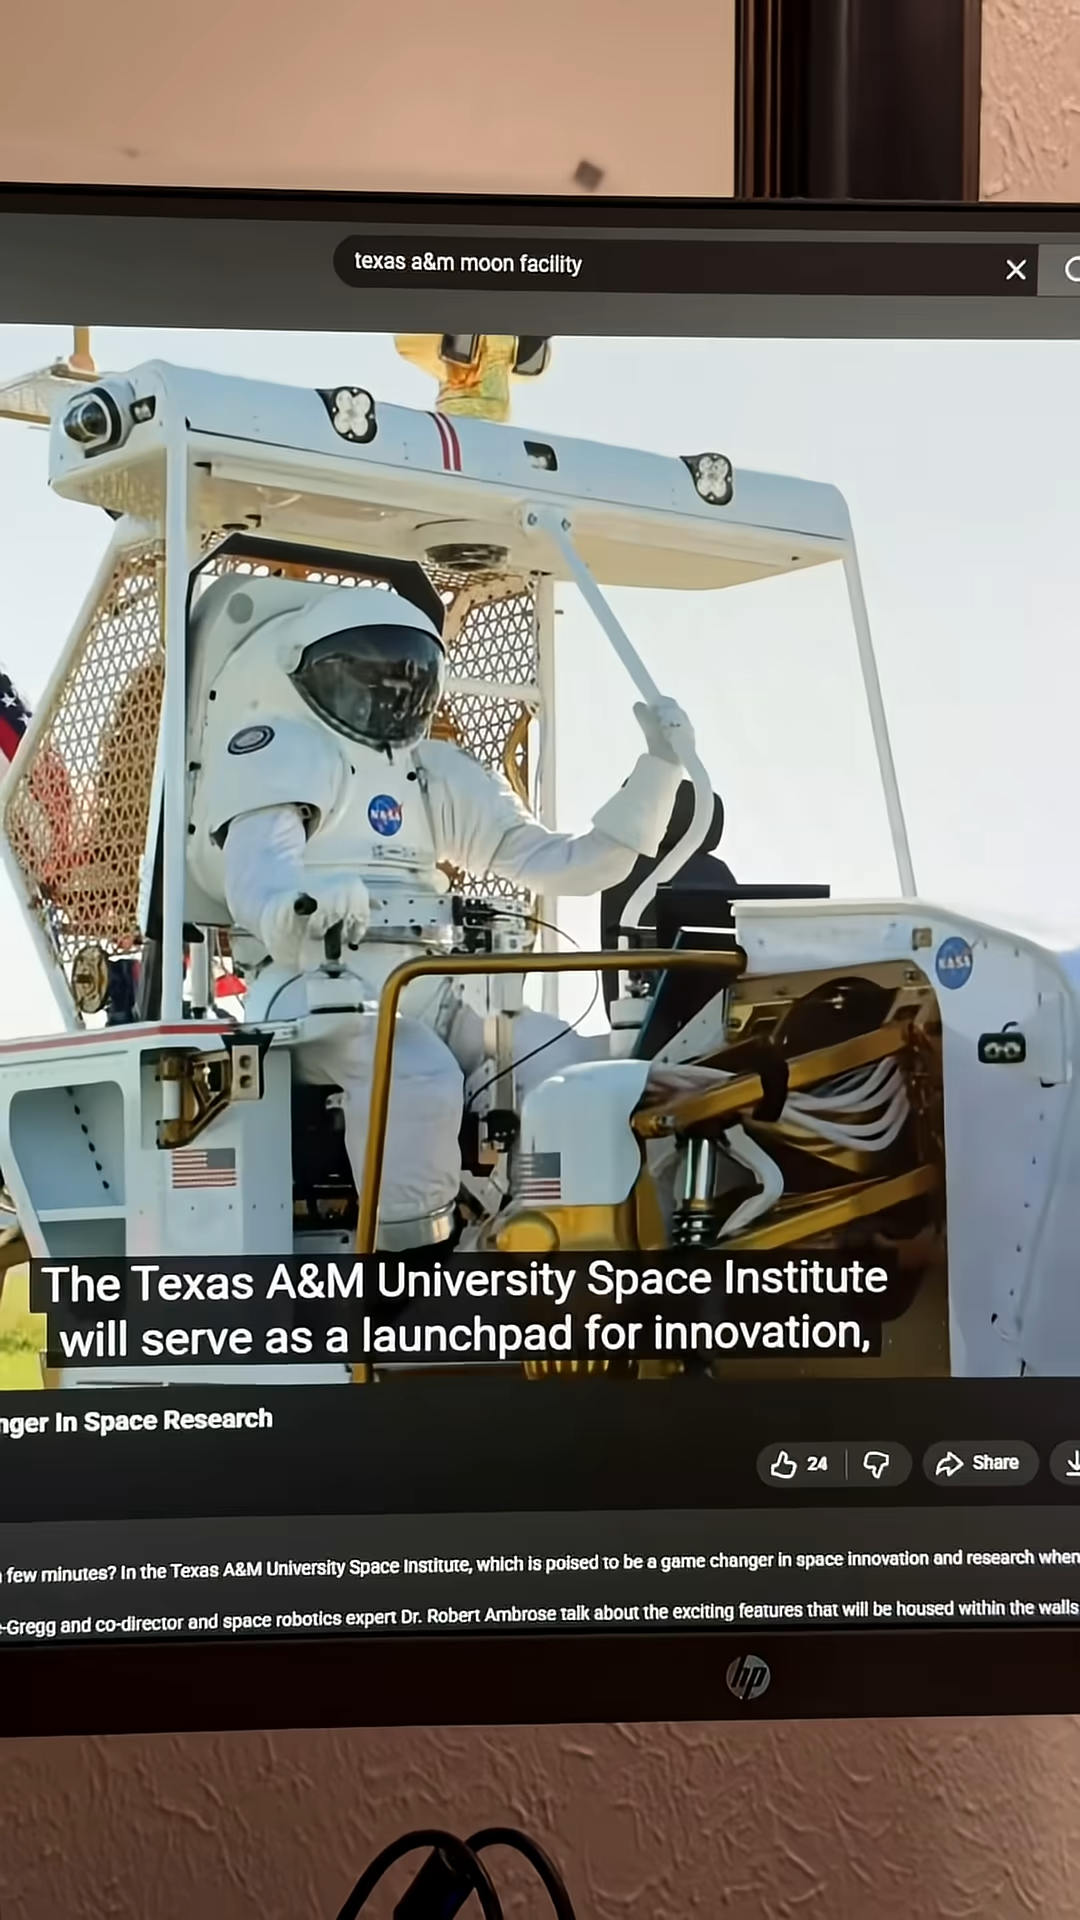 texas a&m moon facility
NASA
NASA
The Texas A&M University Space Institute
will serve as a launchpad for innovation,
nger In Space Research
24
Share
few minutes? In the Texas A&M University Space Institute, which is poised to be a game changer in space innovation and research when
-Gregg and co-director and space robotics expert Dr. Robert Ambrose talk about the exciting features that will be housed within the walls
hp